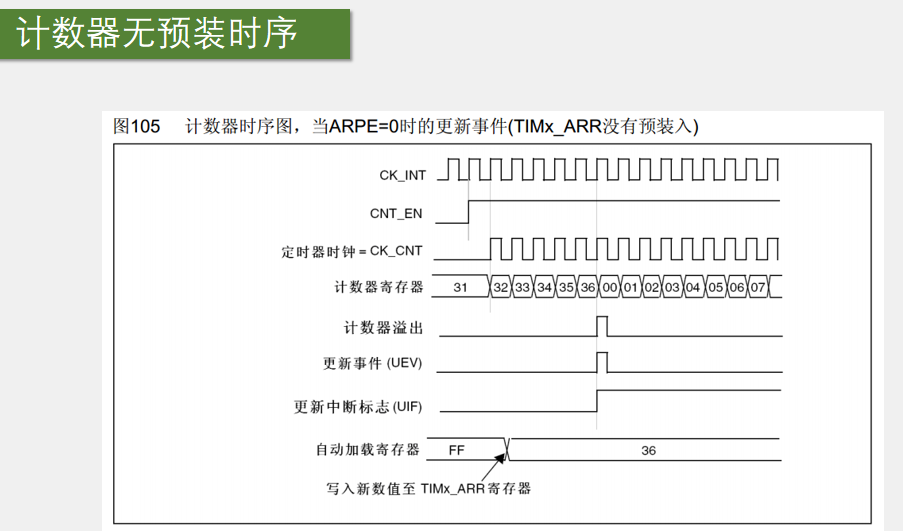 计数器无预装时序
图105 计数器时序图，当ARPE=0时的更新事件(TIMx_ARR没有预装入)
CK_INT
CNT_EN
定时器时钟 = CK_CNT
计数器寄存器 31 32 33 34 35 36 00 01 02 03 04 05 06 07
计数器溢出
更新事件 (UEV)
更新中断标志 (UIF)
自动加载寄存器 FF 36
写入新数值至 TIMx_ARR寄存器